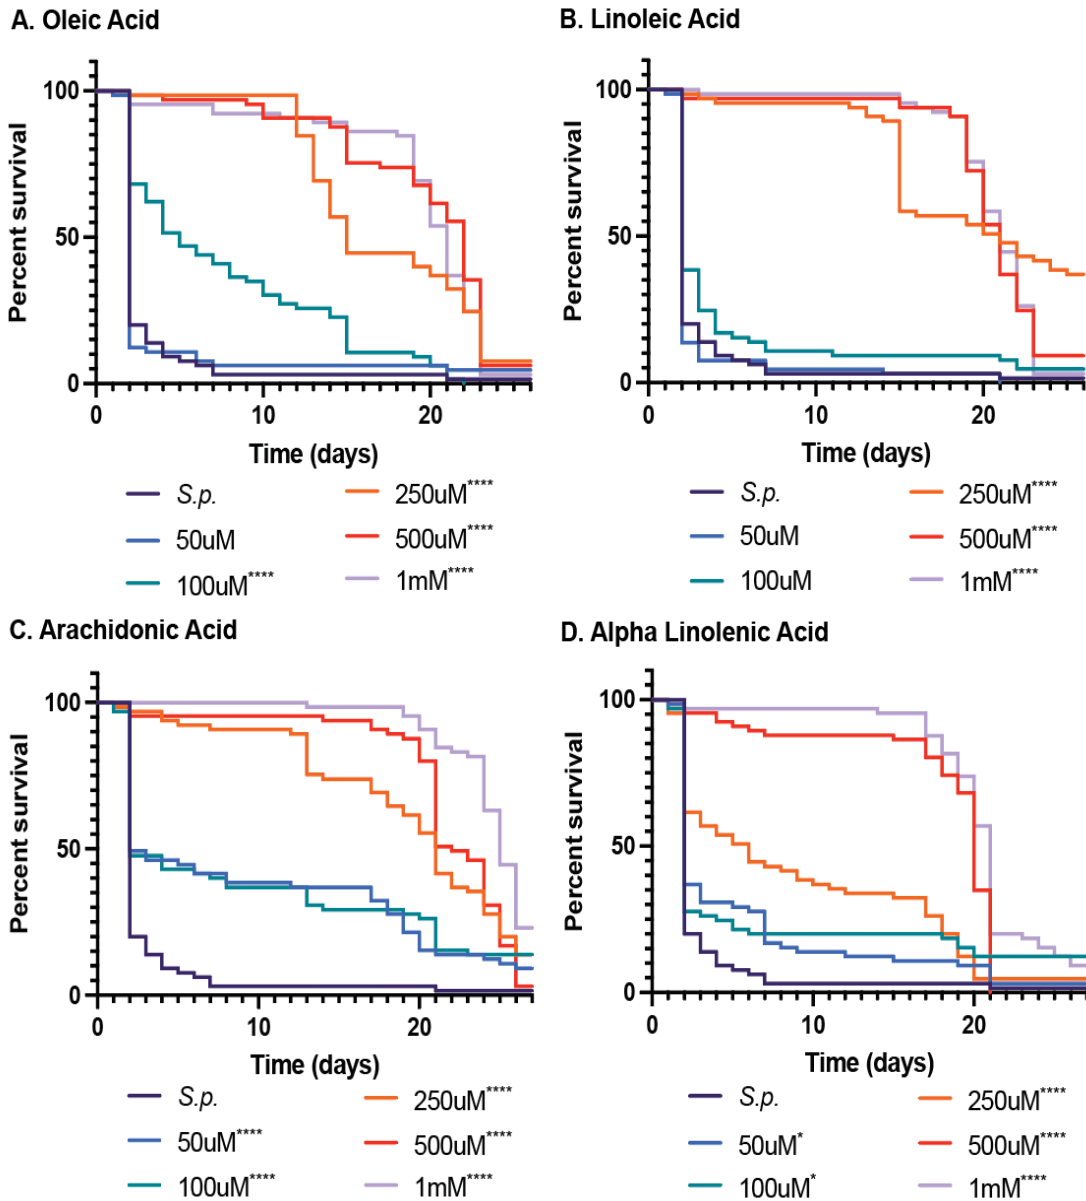 A. Oleic Acid
Percent survival
100
50
0
0 10 20
Time (days)
S.p.
50uM
100uM****
250uM****
500uM****
1mM****
B. Linoleic Acid
Percent survival
100
50
0
0 10 20
Time (days)
S.p.
50uM
100uM
250uM****
500uM****
1mM****
C. Arachidonic Acid
Percent survival
100
50
0
0 10 20
Time (days)
S.p.
50uM****
100uM****
250uM****
500uM****
1mM****
D. Alpha Linolenic Acid
Percent survival
100
50
0
0 10 20
Time (days)
S.p.
50uM*
100uM*
250uM****
500uM****
1mM****